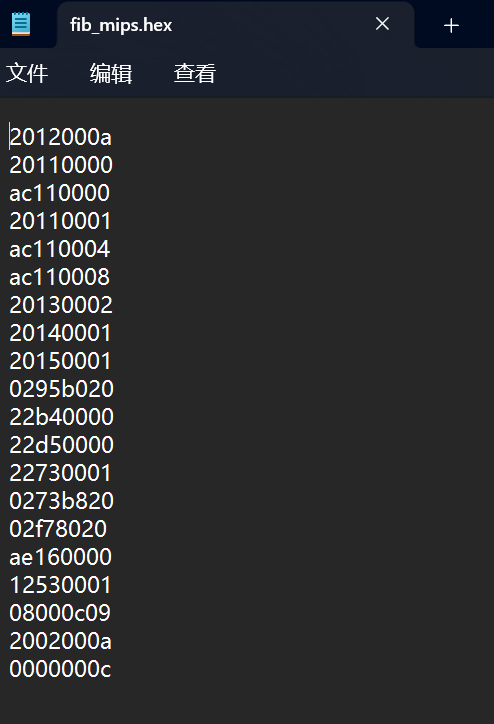 fib_mips.hex
文件 编辑 查看
2012000a
20110000
ac110000
20110001
ac110004
ac110008
20130002
20140001
20150001
0295b020
22b40000
22d50000
22730001
0273b820
02f78020
ae160000
12530001
08000c09
2002000a
0000000c